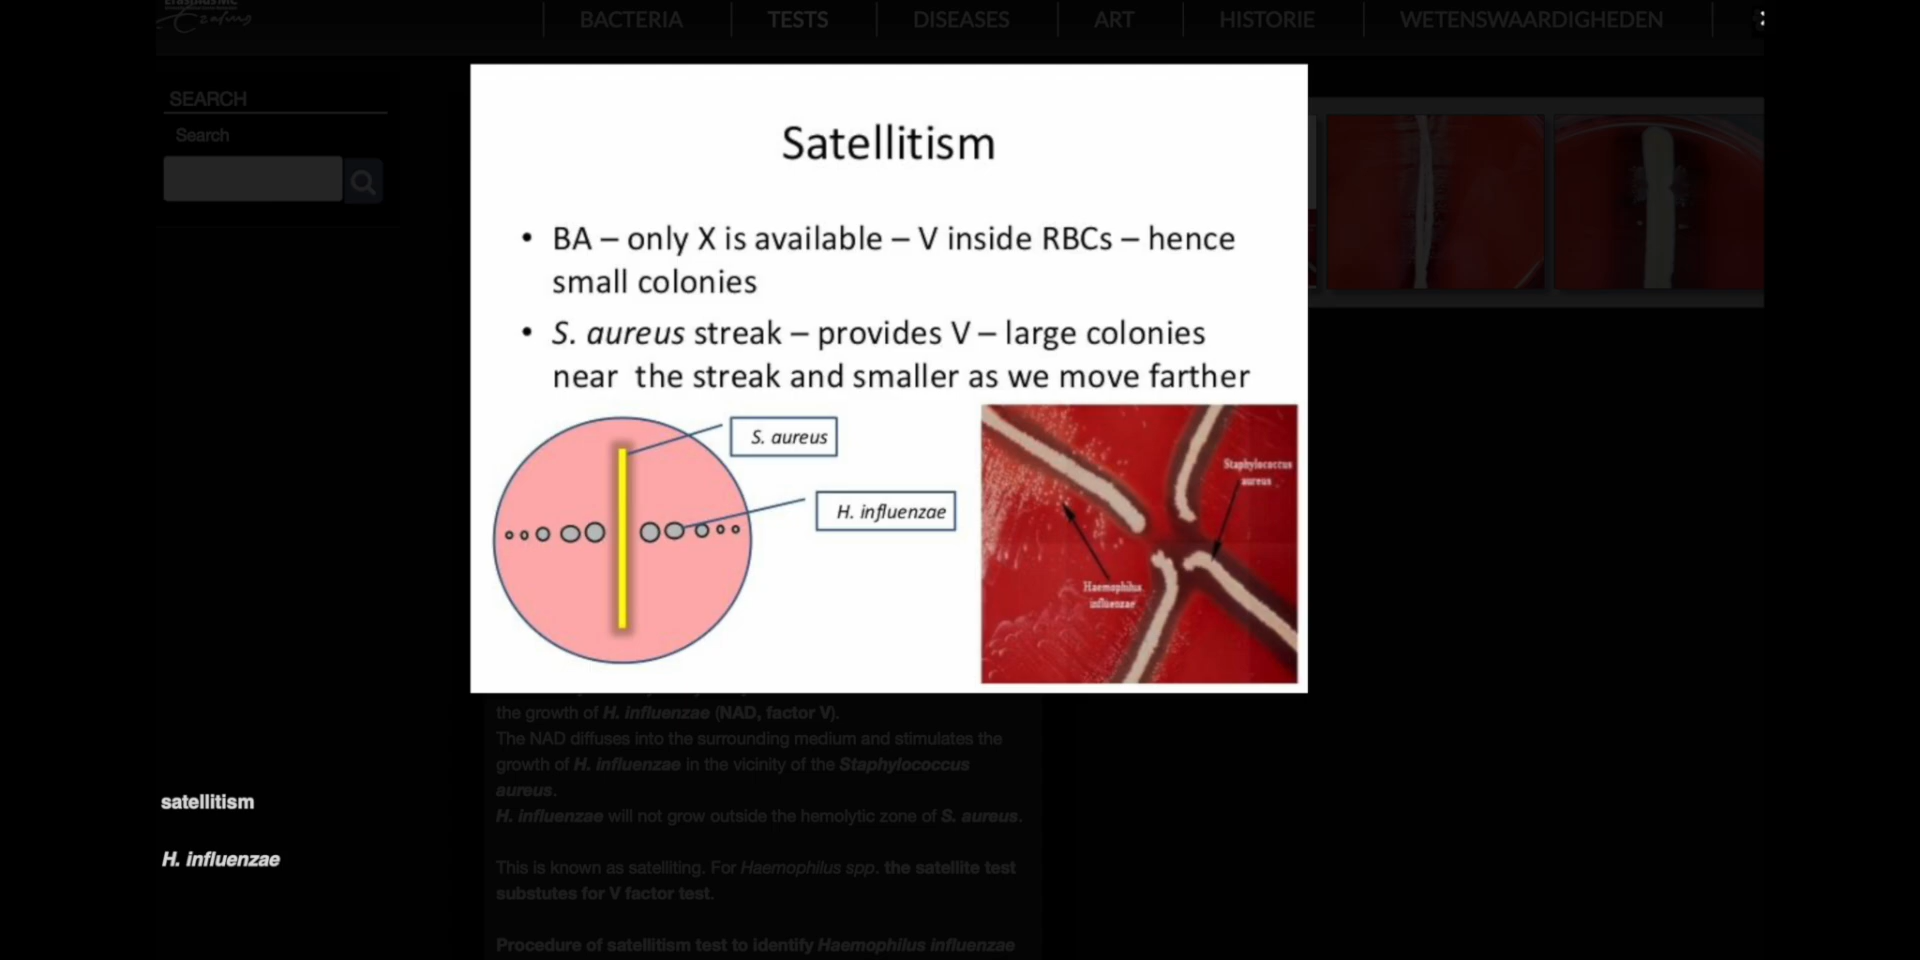 BACTERIA
TESTS
DISEASES
ART
HISTORIE
WETENSWAARDIGHEDEN
SEARCH
Search
Satellitism
• BA – only X is available – V inside RBCs – hence
small colonies
• S. aureus streak – provides V – large colonies
near the streak and smaller as we move farther
S. aureus
H. influenzae
Staphylococcus
aureus
Haemophilus
influenzae
the growth of H. influenzae (NAD, factor V).
The NAD diffuses into the surrounding medium and stimulates the
growth of H. influenzae in the vicinity of the Staphylococcus
aureus.
H. influenzae will not grow outside the hemolytic zone of S. aureus.
This is known as satelliting. For Haemophilus spp. the satellite test
substutes for V factor test.
Procedure of satellitism test to identify Haemophilus influenzae
satellitism
H. influenzae